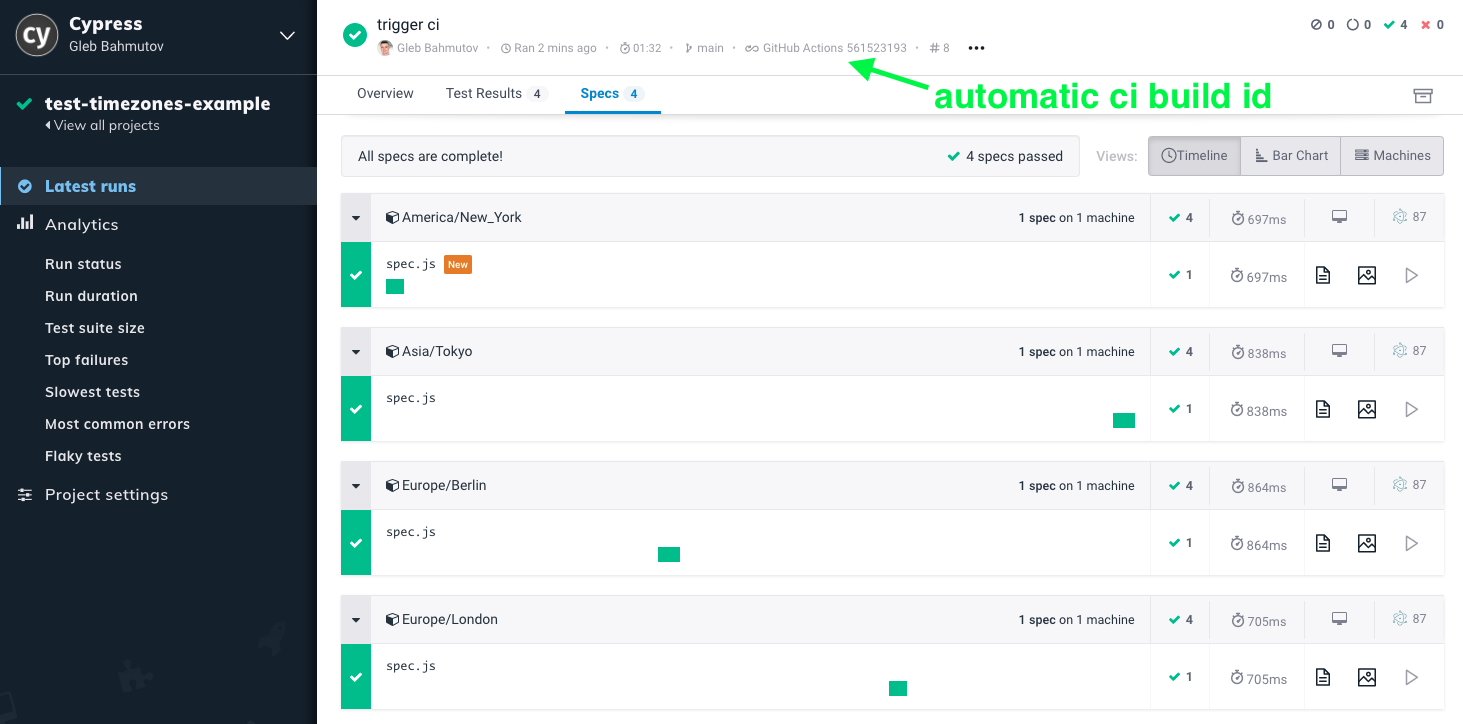 cy Cypress
Gleb Bahmutov
test-timezones-example
View all projects
Latest runs
Analytics
Run status
Run duration
Test suite size
Top failures
Slowest tests
Most common errors
Flaky tests
Project settings
trigger ci
0 0 4 0
Gleb Bahmutov · Ran 2 mins ago · 01:32 · main · GitHub Actions 561523193 · # 8 •••
automatic ci build id
Overview Test Results 4 Specs 4
All specs are complete! 4 specs passed Views: Timeline Bar Chart Machines
America/New_York 1 spec on 1 machine 4 697ms 87
spec.js New 1 697ms
Asia/Tokyo 1 spec on 1 machine 4 838ms 87
spec.js 1 838ms
Europe/Berlin 1 spec on 1 machine 4 864ms 87
spec.js 1 864ms
Europe/London 1 spec on 1 machine 4 705ms 87
spec.js 1 705ms